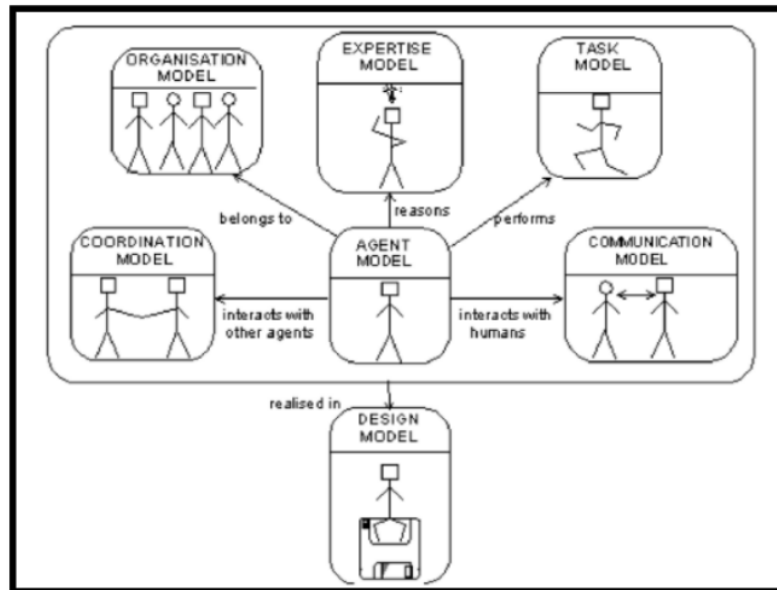 ORGANISATION
MODEL
EXPERTISE
MODEL
TASK
MODEL
belongs to
reasons
performs
COORDINATION
MODEL
AGENT
MODEL
COMMUNICATION
MODEL
interacts with
other agents
interacts with
humans
realised in
DESIGN
MODEL